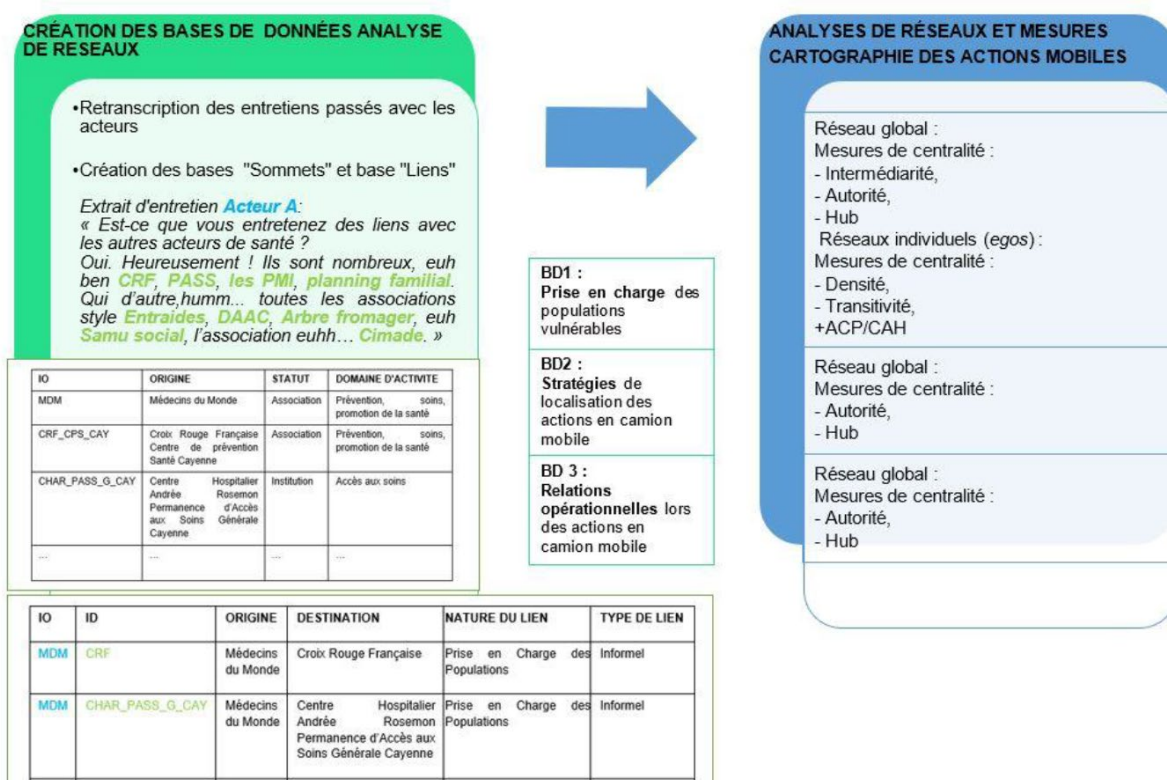 CRÉATION DES BASES DE DONNÉES ANALYSE
DE RESEAUX
•Retranscription des entretiens passés avec les
acteurs
•Création des bases "Sommets" et base "Liens"
Extrait d'entretien Acteur A:
« Est-ce que vous entretenez des liens avec
les autres acteurs de santé ?
Oui. Heureusement ! Ils sont nombreux, euh
ben CRF, PASS, les PMI, planning familial.
Qui d'autre,humm... toutes les associations
style Entraides, DAAC, Arbre fromager, euh
Samu social, l'association euhh… Cimade. »
IO ORIGINE STATUT DOMAINE D'ACTIVITE
MDM Médecins du Monde Association Prévention, soins,
promotion de la santé
CRF_CPS_CAY Croix Rouge Française Association Prévention, soins,
Centre de prévention promotion de la santé
Santé Cayenne
CHAR_PASS_G_CAY Centre Hospitalier Institution Accès aux soins
Andrée Rosemon
Permanence d'Accès
aux Soins Générale
Cayenne
... ... ... ...
IO ID ORIGINE DESTINATION NATURE DU LIEN TYPE DE LIEN
MDM CRF Médecins Croix Rouge Française Prise en Charge des Informel
du Monde Populations
MDM CHAR_PASS_G_CAY Médecins Centre Hospitalier Prise en Charge des Informel
du Monde Andrée Rosemon Populations
Permanence d'Accès aux
Soins Générale Cayenne
BD1 :
Prise en charge des
populations
vulnérables
BD2 :
Stratégies de
localisation des
actions en camion
mobile
BD 3 :
Relations
opérationnelles lors
des actions en
camion mobile
ANALYSES DE RÉSEAUX ET MESURES
CARTOGRAPHIE DES ACTIONS MOBILES
Réseau global :
Mesures de centralité :
- Intermédiarité,
- Autorité,
- Hub
Réseaux individuels (egos) :
Mesures de centralité :
- Densité,
- Transitivité,
+ACP/CAH
Réseau global :
Mesures de centralité :
- Autorité,
- Hub
Réseau global :
Mesures de centralité :
- Autorité,
- Hub